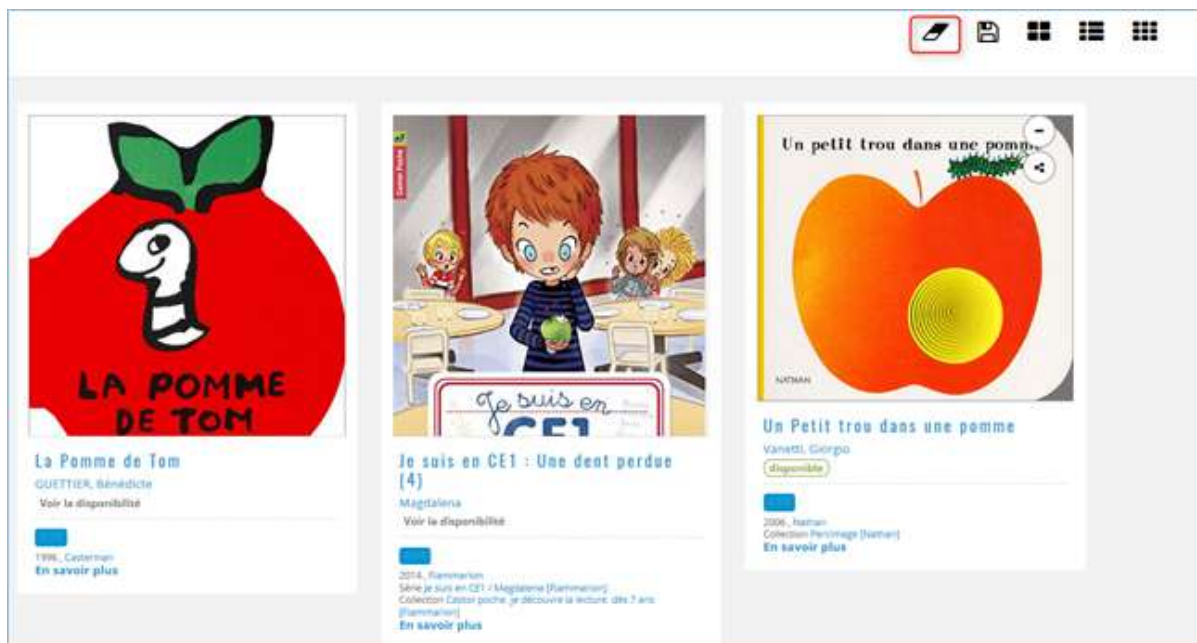 LA POMME
DE TOM
La Pomme de Tom
GUETTIER, Bénédicte
Voir la disponibilité
1996., Casterman
En savoir plus
Castor Poche
Je suis en
CE1
Je suis en CE1 : Une dent perdue
(4)
Magdalena
Voir la disponibilité
2014., Flammarion
Série Je suis en CE1 / Magdalena [Flammarion]
Collection Castor poche. Je découvre la lecture. dès 7 ans
[Flammarion]
En savoir plus
Un petit trou dans une pomme
NATHAN
Un Petit trou dans une pomme
Vanetti, Giorgio
disponible
2006., Nathan
Collection Percimage [Nathan]
En savoir plus